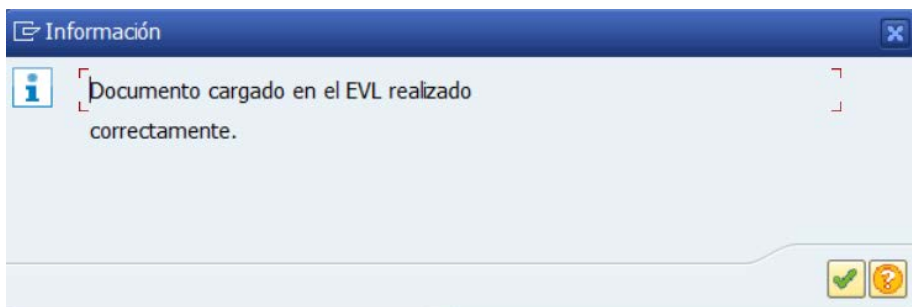 Información
Documento cargado en el EVL realizado
correctamente.